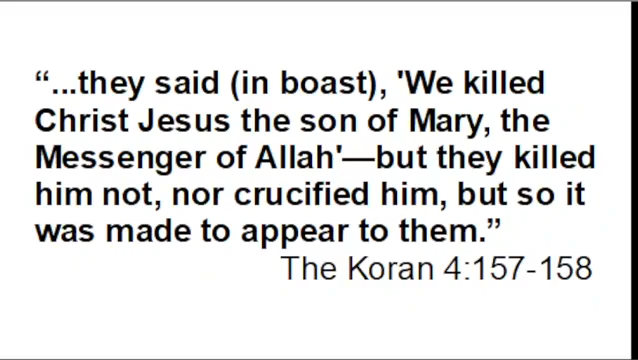 “...they said (in boast), 'We killed
Christ Jesus the son of Mary, the
Messenger of Allah'—but they killed
him not, nor crucified him, but so it
was made to appear to them.”
The Koran 4:157-158